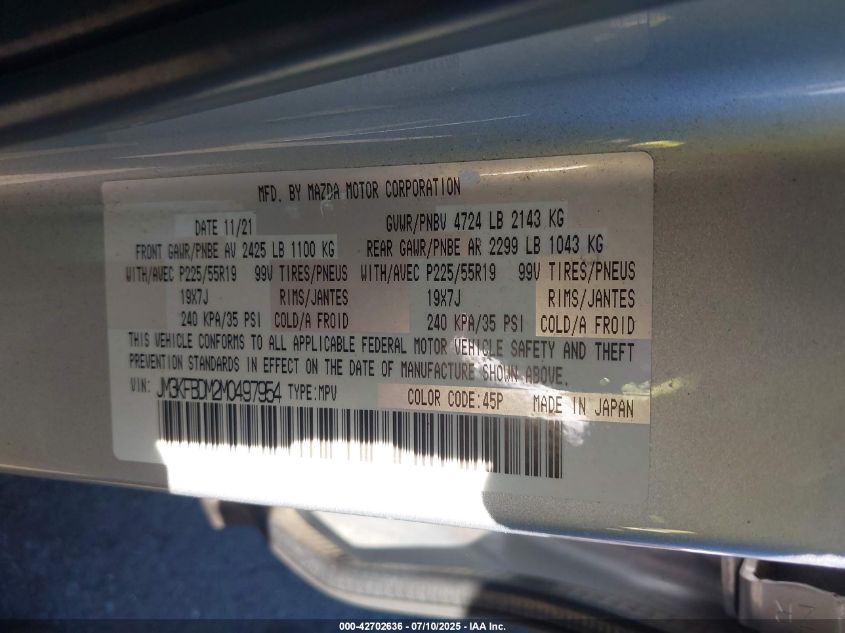 MFD. BY MAZDA MOTOR CORPORATION
DATE 11/21 GVWR/PNBV 4724 LB 2143 KG
FRONT GAWR/PNBE AV 2425 LB 1100 KG REAR GAWR/PNBE AR 2299 LB 1043 KG
WITH/AVEC P225/55R19 99V TIRES/PNEUS WITH/AVEC P225/55R19 99V TIRES/PNEUS
19X7J RIMS/JANTES 19X7J RIMS/JANTES
240 KPA/35 PSI COLD/A FROID 240 KPA/35 PSI COLD/A FROID
THIS VEHICLE CONFORMS TO ALL APPLICABLE FEDERAL MOTOR VEHICLE SAFETY AND THEFT
PREVENTION STANDARDS IN EFFECT ON THE DATE OF MANUFACTURE SHOWN ABOVE.
VIN: JM3KFBDM2M0497954 TYPE:MPV COLOR CODE:45P MADE IN JAPAN
000-42702636 - 07/10/2025 - IAA Inc.